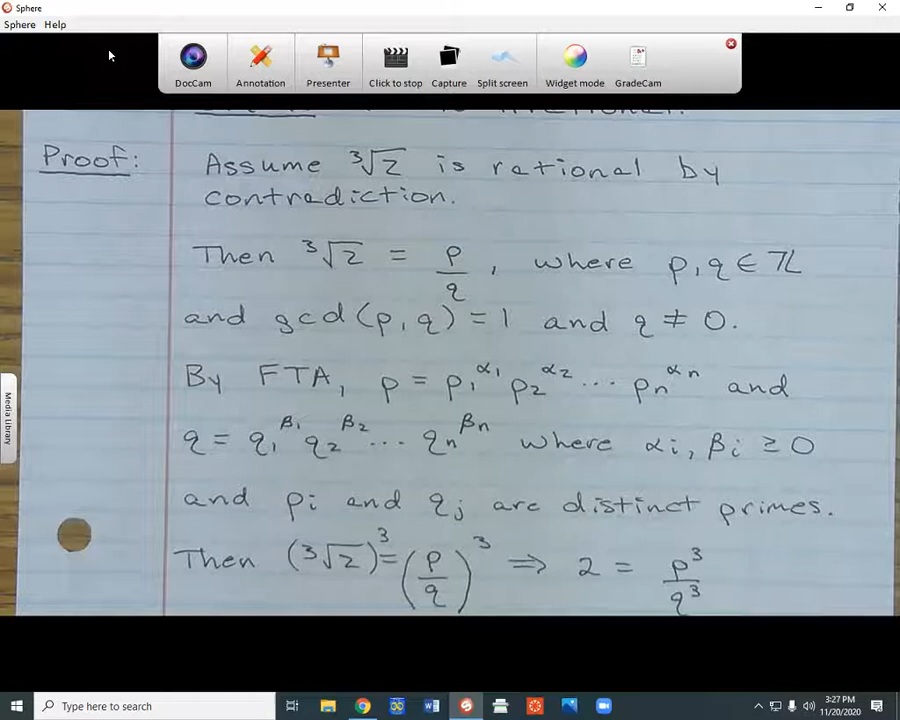 Sphere
Sphere Help
DocCam Annotation Presenter Click to stop Capture Split screen Widget mode GradeCam
Proof: Assume ³√2 is rational by
contradiction.
Then ³√2 = p/q, where p, q ∈ ℤ
and gcd(p, q) = 1 and q ≠ 0.
By FTA, p = p₁^α₁ p₂^α₂ ... pₙ^αₙ and
q = q₁^β₁ q₂^β₂ ... qₙ^βₙ where αᵢ, βᵢ ≥ 0
and pᵢ and qⱼ are distinct primes.
Then (³√2)³ = (p/q)³ ⟹ 2 = p³/q³
Media Library
Type here to search
3:27 PM
11/20/2020